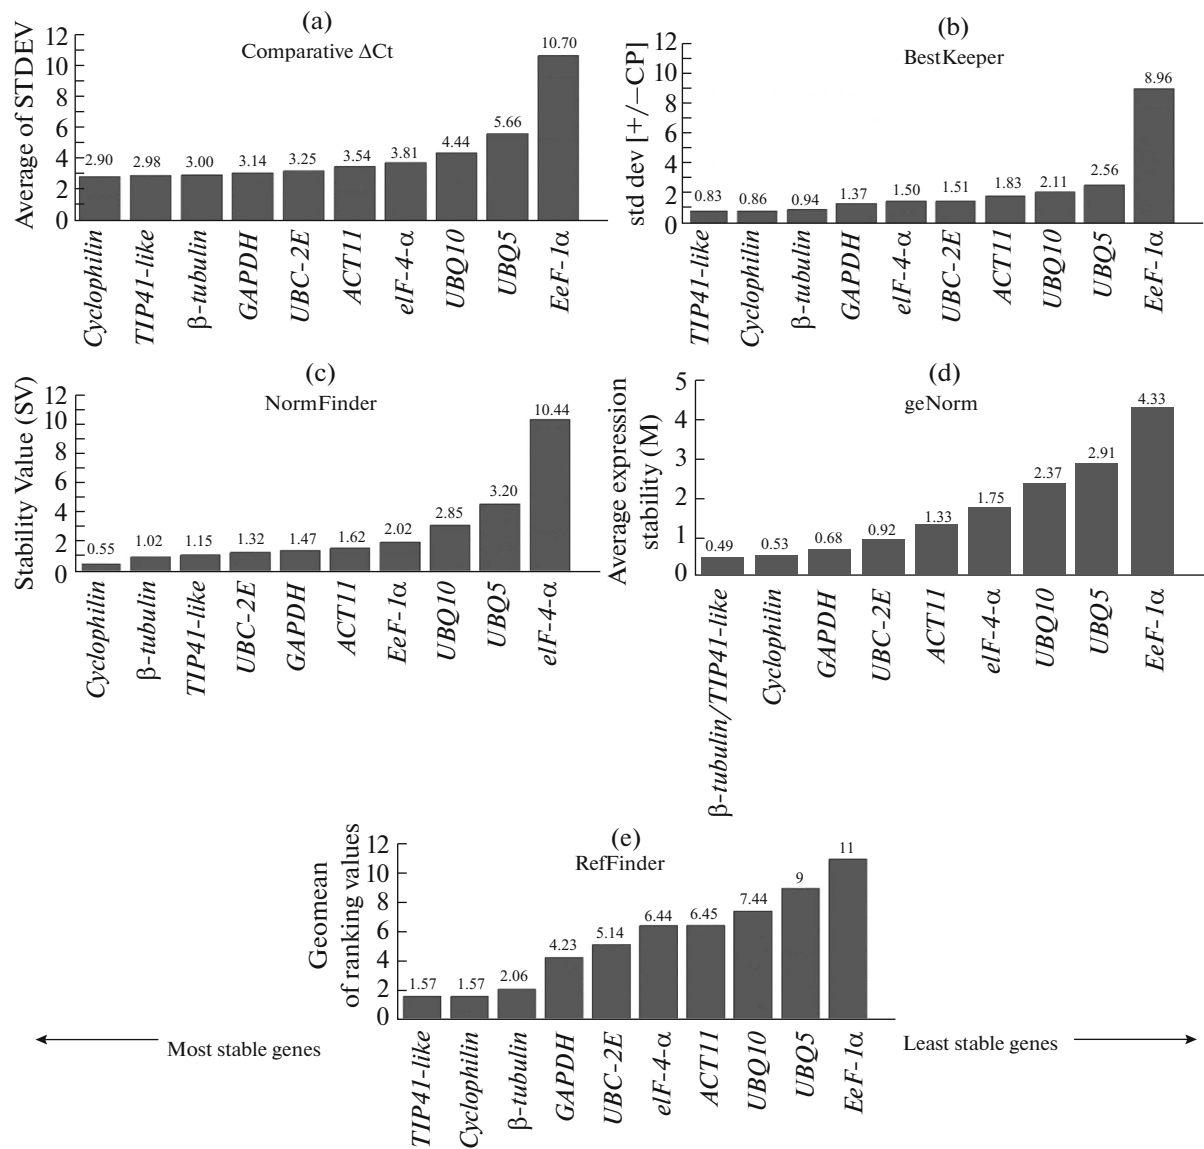 (a)
Comparative ΔCt
Average of STDEV
12
10
8
6
4
2
0
2.90
2.98
3.00
3.14
3.25
3.54
3.81
4.44
5.66
10.70
Cyclophilin
TIP41-like
β-tubulin
GAPDH
UBC-2E
ACT11
elF-4-α
UBQ10
UBQ5
EeF-1α
(b)
BestKeeper
std dev [+/−CP]
12
10
8
6
4
2
0
0.83
0.86
0.94
1.37
1.50
1.51
1.83
2.11
2.56
8.96
TIP41-like
Cyclophilin
β-tubulin
GAPDH
elF-4-α
UBC-2E
ACT11
UBQ10
UBQ5
EeF-1α
(c)
NormFinder
Stability Value (SV)
12
10
8
6
4
2
0
0.55
1.02
1.15
1.32
1.47
1.62
2.02
2.85
3.20
10.44
Cyclophilin
β-tubulin
TIP41-like
UBC-2E
GAPDH
ACT11
EeF-1α
UBQ10
UBQ5
elF-4-α
(d)
geNorm
Average expression
stability (M)
5
4
3
2
1
0
0.49
0.53
0.68
0.92
1.33
1.75
2.37
2.91
4.33
β-tubulin/TIP41-like
Cyclophilin
GAPDH
UBC-2E
ACT11
elF-4-α
UBQ10
UBQ5
EeF-1α
(e)
RefFinder
Geomean
of ranking values
12
10
8
6
4
2
0
1.57
1.57
2.06
4.23
5.14
6.44
6.45
7.44
9
11
TIP41-like
Cyclophilin
β-tubulin
GAPDH
UBC-2E
elF-4-α
ACT11
UBQ10
UBQ5
EeF-1α
Most stable genes
Least stable genes